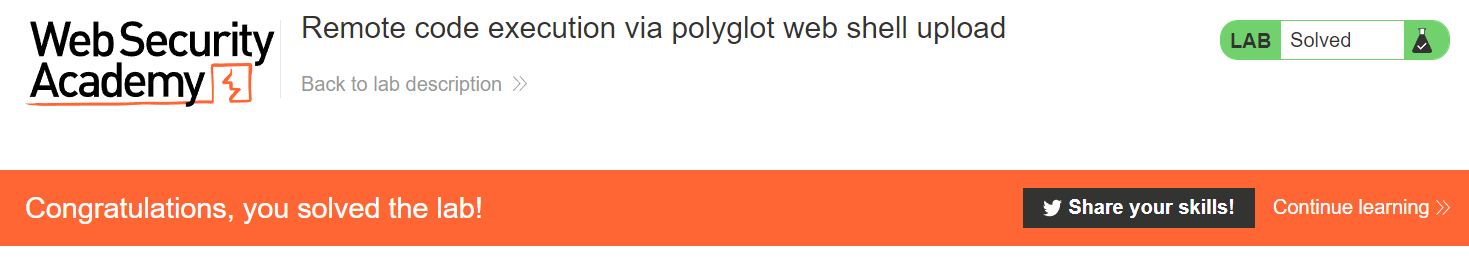 Web Security
Academy
Remote code execution via polyglot web shell upload
Back to lab description
LAB Solved
Congratulations, you solved the lab!
Share your skills!
Continue learning